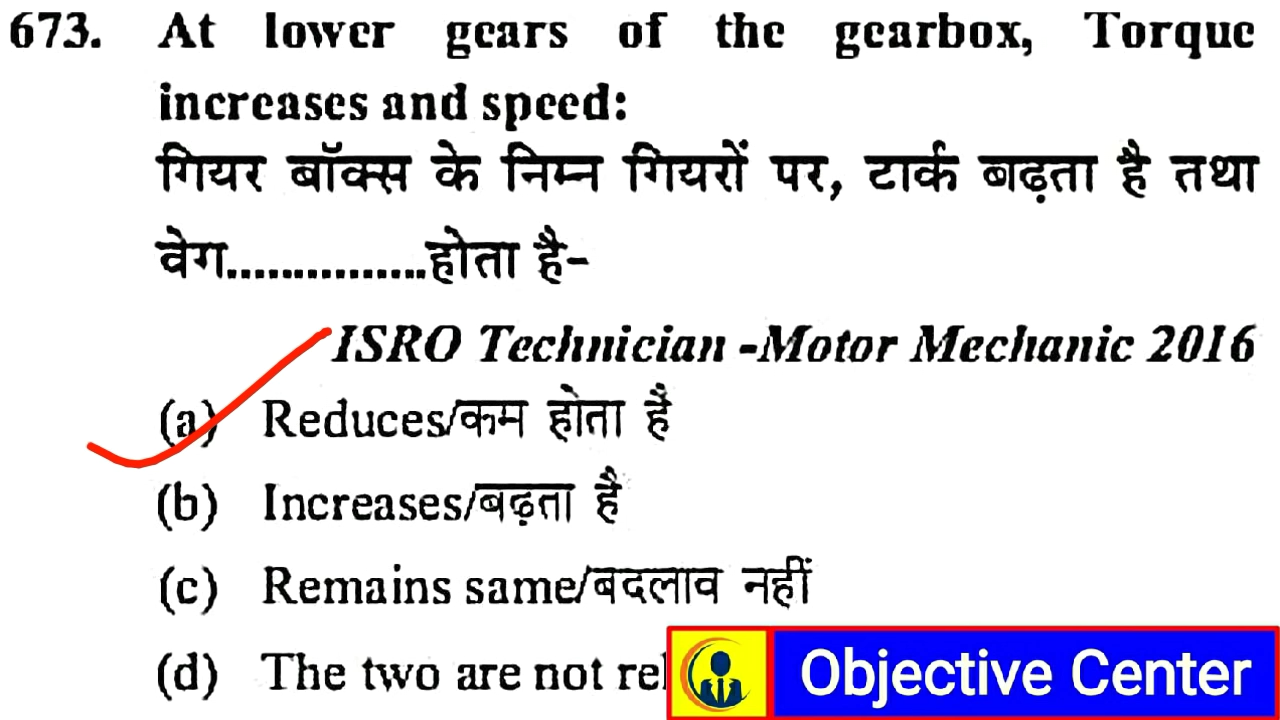 673. At lower gears of the gearbox, Torque
increases and speed:
गियर बॉक्स के निम्न गियरों पर, टार्क बढ़ता है तथा
वेग...............होता है-
ISRO Technician -Motor Mechanic 2016
(a) Reduces/कम होता है
(b) Increases/बढ़ता है
(c) Remains same/बदलाव नहीं
(d) The two are not
Objective Center